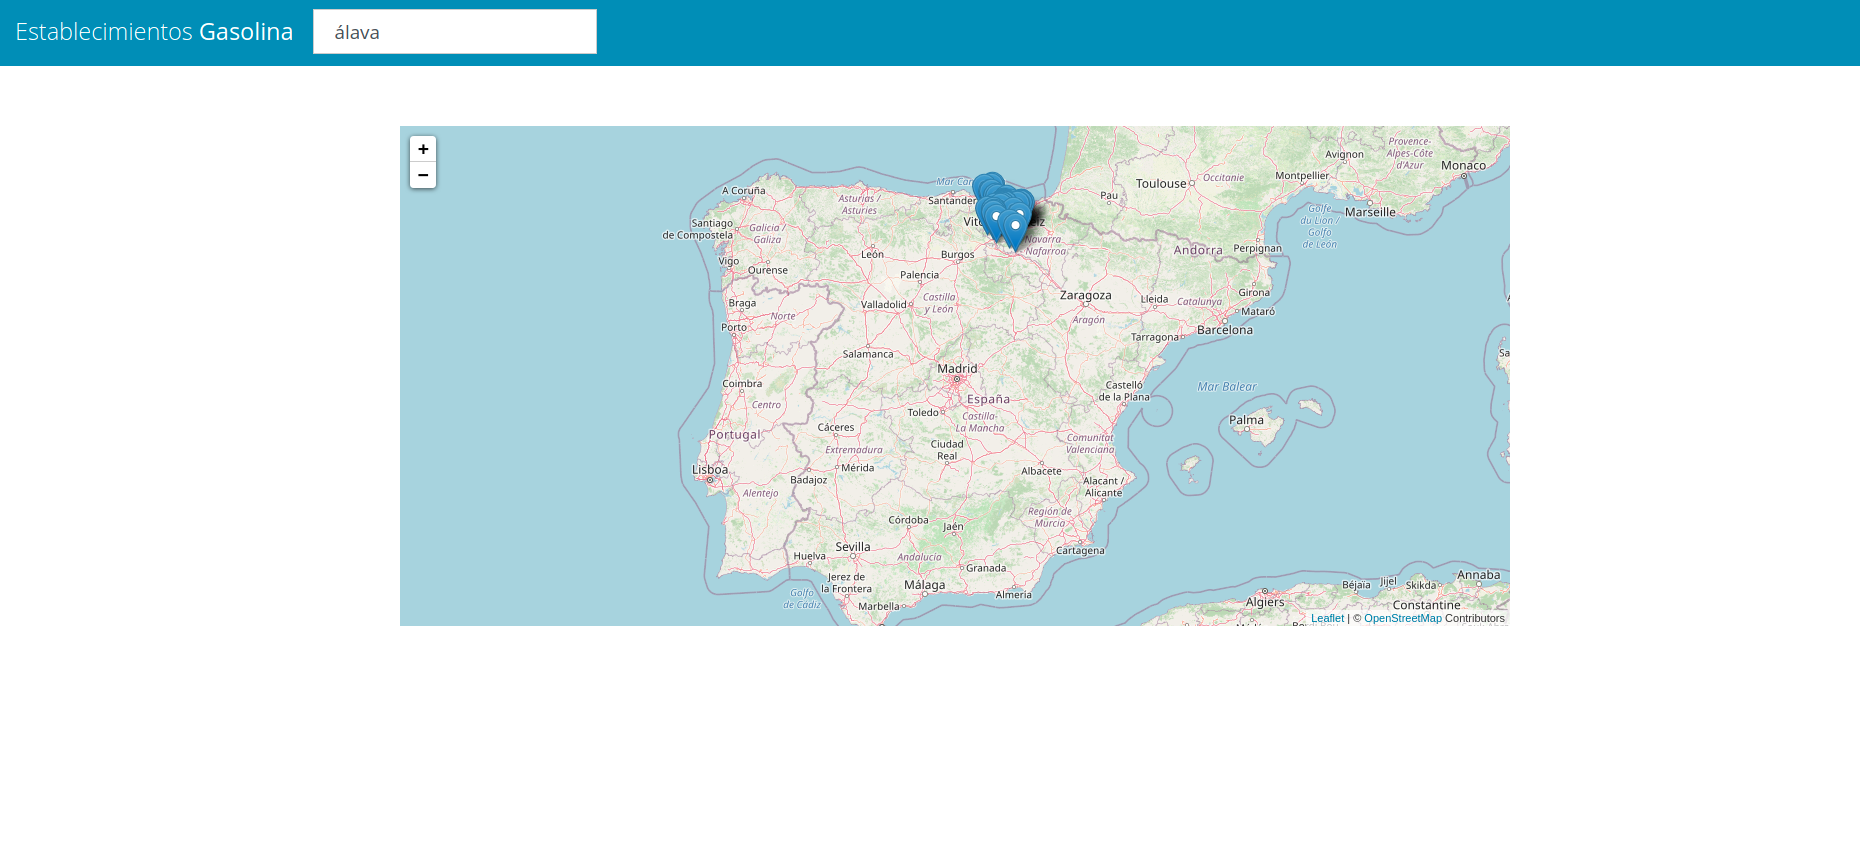 Establecimientos Gasolina
álava
+
−
A Coruña
Santiago
de Compostela
Galicia /
Galiza
Vigo
Ourense
Asturias /
Asturies
Santander
León
Burgos
Palencia
Navarra
Nafarroa
Pau
Toulouse
Occitanie
Montpellier
Avignon
Provence-
Alpes-Côte
d'Azur
Monaco
Marseille
Golfe
du Lion /
Golfo
de León
Andorra
Perpignan
Braga
Norte
Porto
Valladolid
Castilla
y León
Zaragoza
Aragón
Lleida
Catalunya
Girona
Mataró
Barcelona
Tarragona
Salamanca
Madrid
España
Coimbra
Centro
Toledo
Castilla-
La Mancha
Castelló
de la Plana
Mar Balear
Palma
Portugal
Cáceres
Extremadura
Ciudad
Real
Comunitat
Valenciana
Lisboa
Mérida
Badajoz
Albacete
Alentejo
Alacant /
Alicante
Córdoba
Jaén
Región de
Murcia
Sevilla
Huelva
Andalucía
Cartagena
Granada
Jerez de
la Frontera
Málaga
Almería
Golfo
de Cádiz
Marbella
Algiers
Béjaïa
Jijel
Skikda
Annaba
Constantine
Leaflet | © OpenStreetMap Contributors